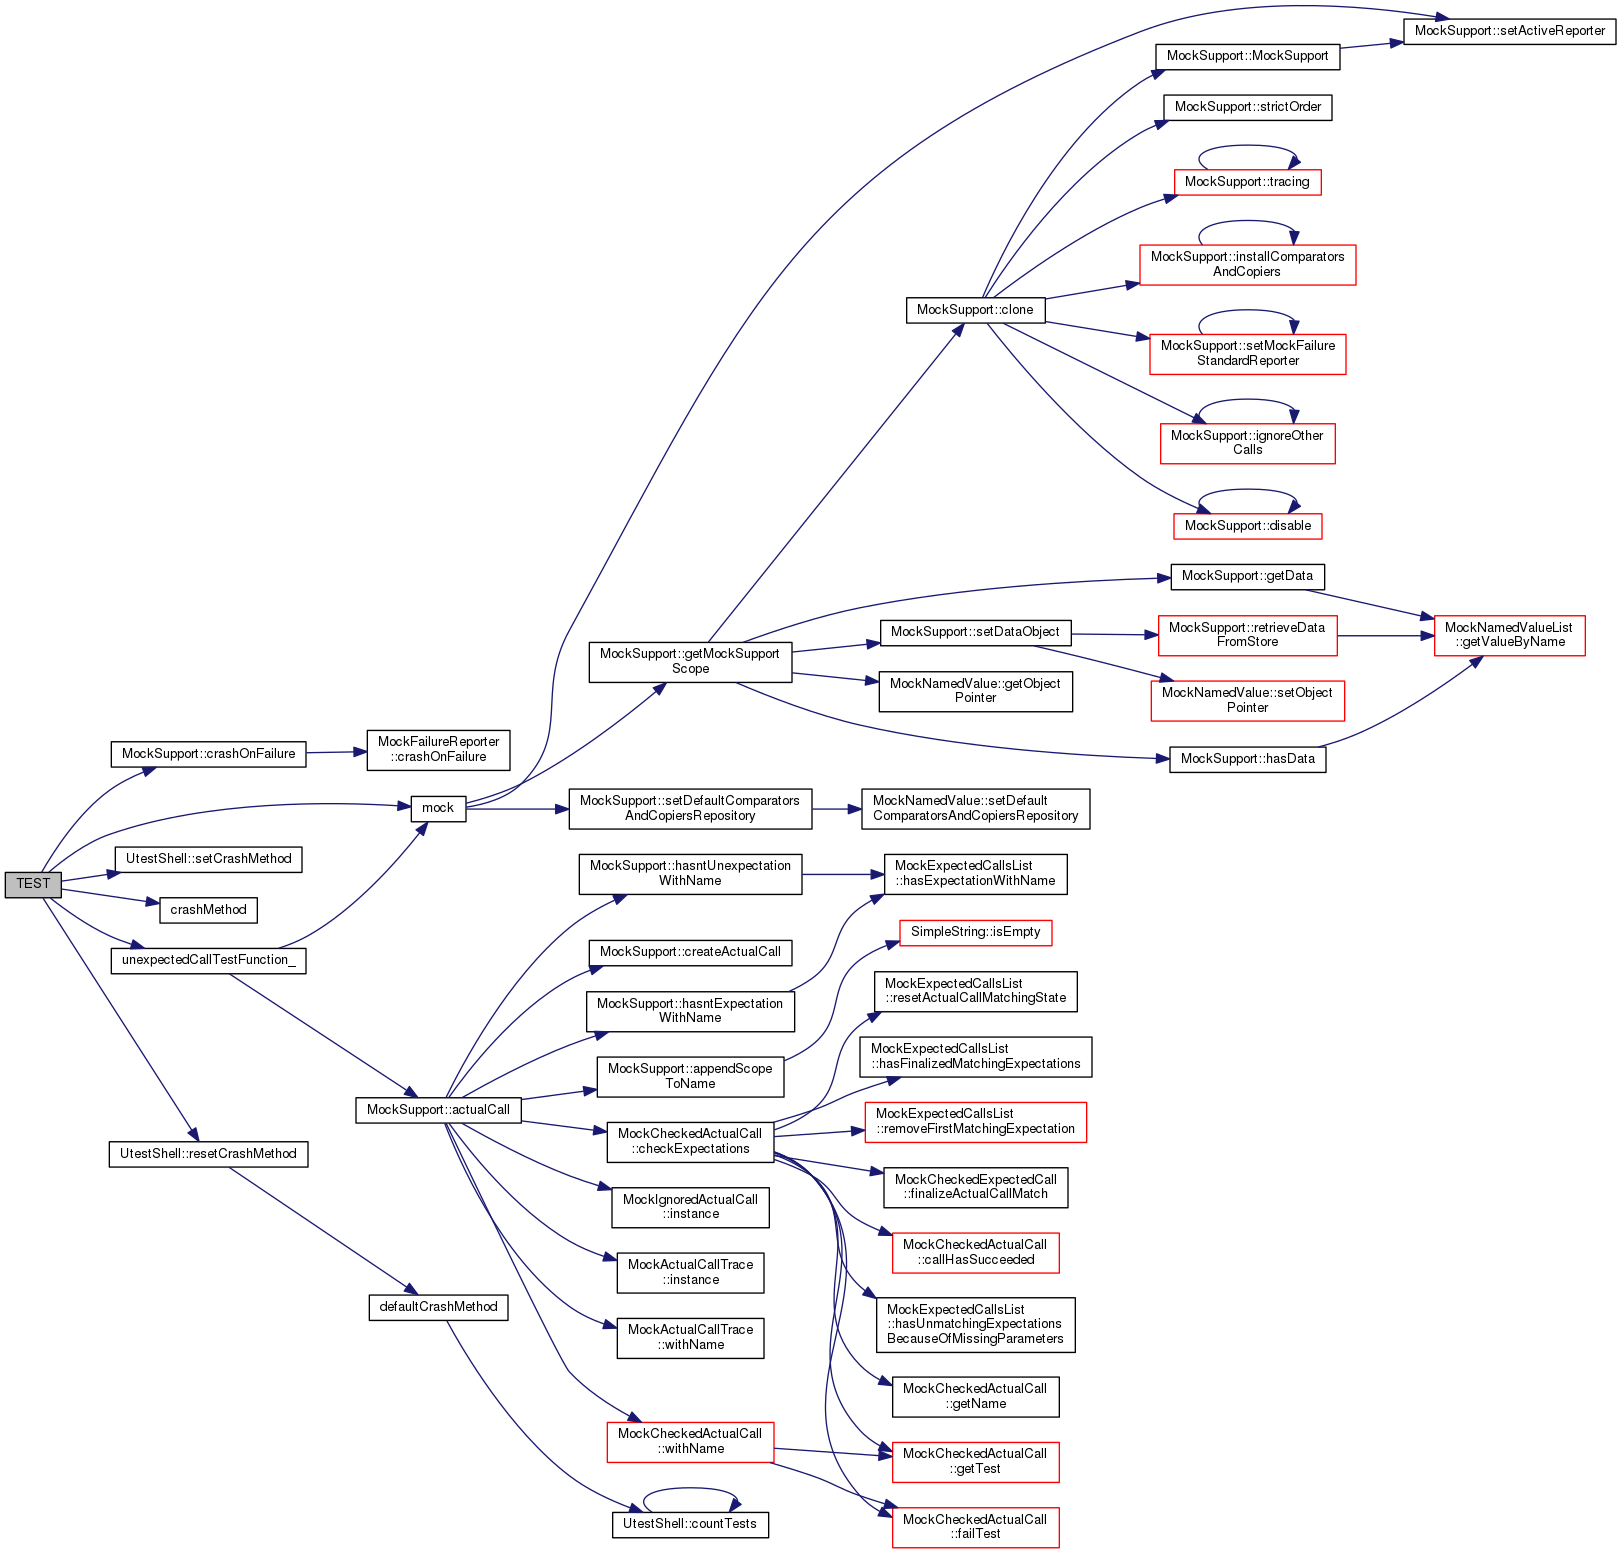 MockSupport::setActiveReporter
MockSupport::MockSupport
MockSupport::strictOrder
MockSupport::tracing
MockSupport::installComparators
AndCopiers
MockSupport::clone
MockSupport::setMockFailure
StandardReporter
MockSupport::ignoreOther
Calls
MockSupport::disable
MockSupport::getData
MockSupport::setDataObject
MockSupport::retrieveData
FromStore
MockNamedValueList
::getValueByName
MockSupport::getMockSupport
Scope
MockNamedValue::getObject
Pointer
MockNamedValue::setObject
Pointer
MockSupport::crashOnFailure
MockFailureReporter
::crashOnFailure
MockSupport::hasData
mock
MockSupport::setDefaultComparators
AndCopiersRepository
MockNamedValue::setDefault
ComparatorsAndCopiersRepository
UtestShell::setCrashMethod
MockSupport::hasntUnexpectation
WithName
MockExpectedCallsList
::hasExpectationWithName
TEST
crashMethod
SimpleString::isEmpty
unexpectedCallTestFunction_
MockSupport::createActualCall
MockExpectedCallsList
::resetActualCallMatchingState
MockSupport::hasntExpectation
WithName
MockExpectedCallsList
::hasFinalizedMatchingExpectations
MockSupport::appendScope
ToName
MockSupport::actualCall
MockExpectedCallsList
::removeFirstMatchingExpectation
MockCheckedActualCall
::checkExpectations
UtestShell::resetCrashMethod
MockCheckedExpectedCall
::finalizeActualCallMatch
MockIgnoredActualCall
::instance
MockCheckedActualCall
::callHasSucceeded
MockActualCallTrace
::instance
defaultCrashMethod
MockExpectedCallsList
::hasUnmatchingExpectations
BecauseOfMissingParameters
MockActualCallTrace
::withName
MockCheckedActualCall
::getName
MockCheckedActualCall
::withName
MockCheckedActualCall
::getTest
UtestShell::countTests
MockCheckedActualCall
::failTest